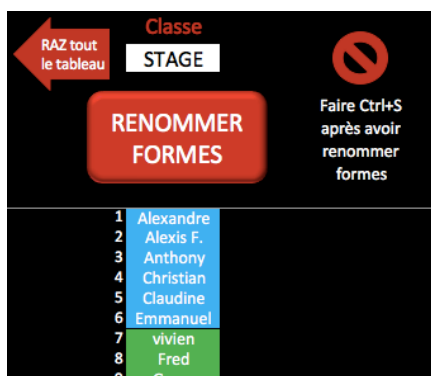 Classe
RAZ tout
le tableau
STAGE
RENOMMER
FORMES
Faire Ctrl+S
après avoir
renommer
formes
1 Alexandre
2 Alexis F.
3 Anthony
4 Christian
5 Claudine
6 Emmanuel
7 vivien
8 Fred